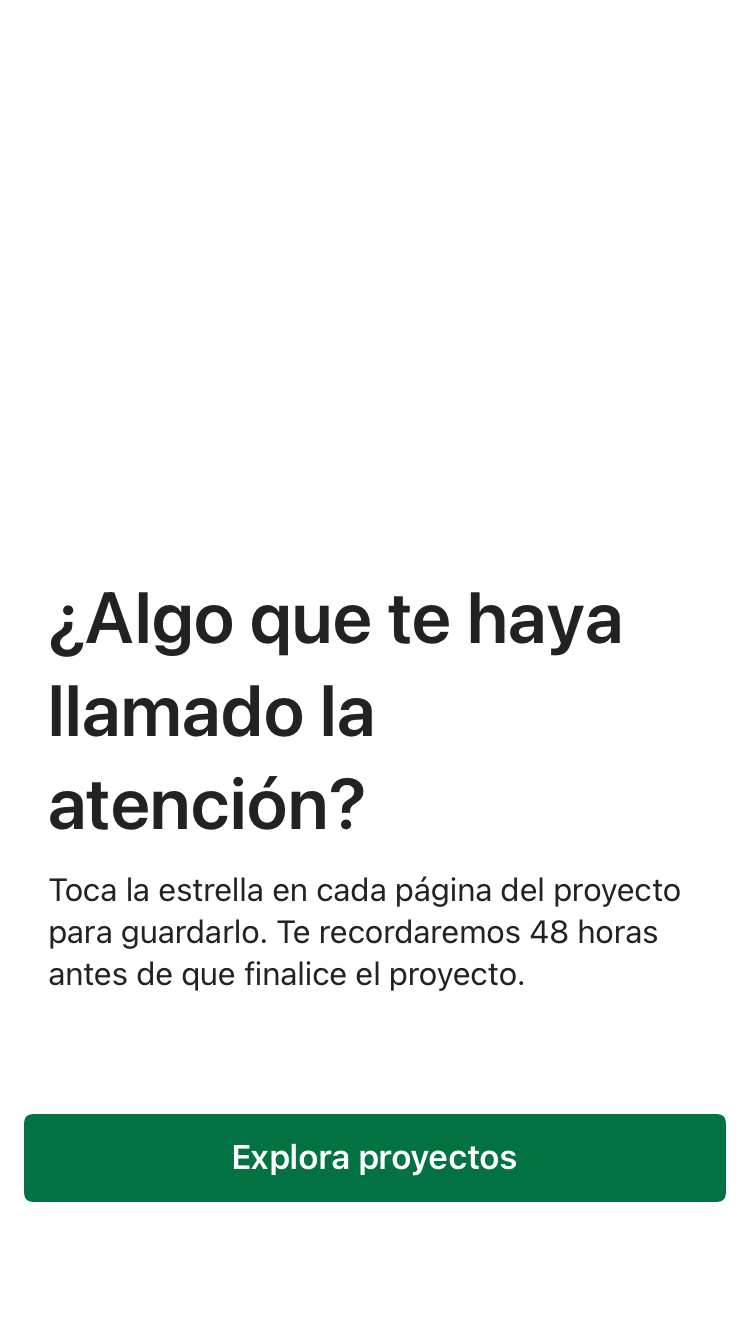 ¿Algo que te haya
llamado la
atención?
Toca la estrella en cada página del proyecto
para guardarlo. Te recordaremos 48 horas
antes de que finalice el proyecto.
Explora proyectos